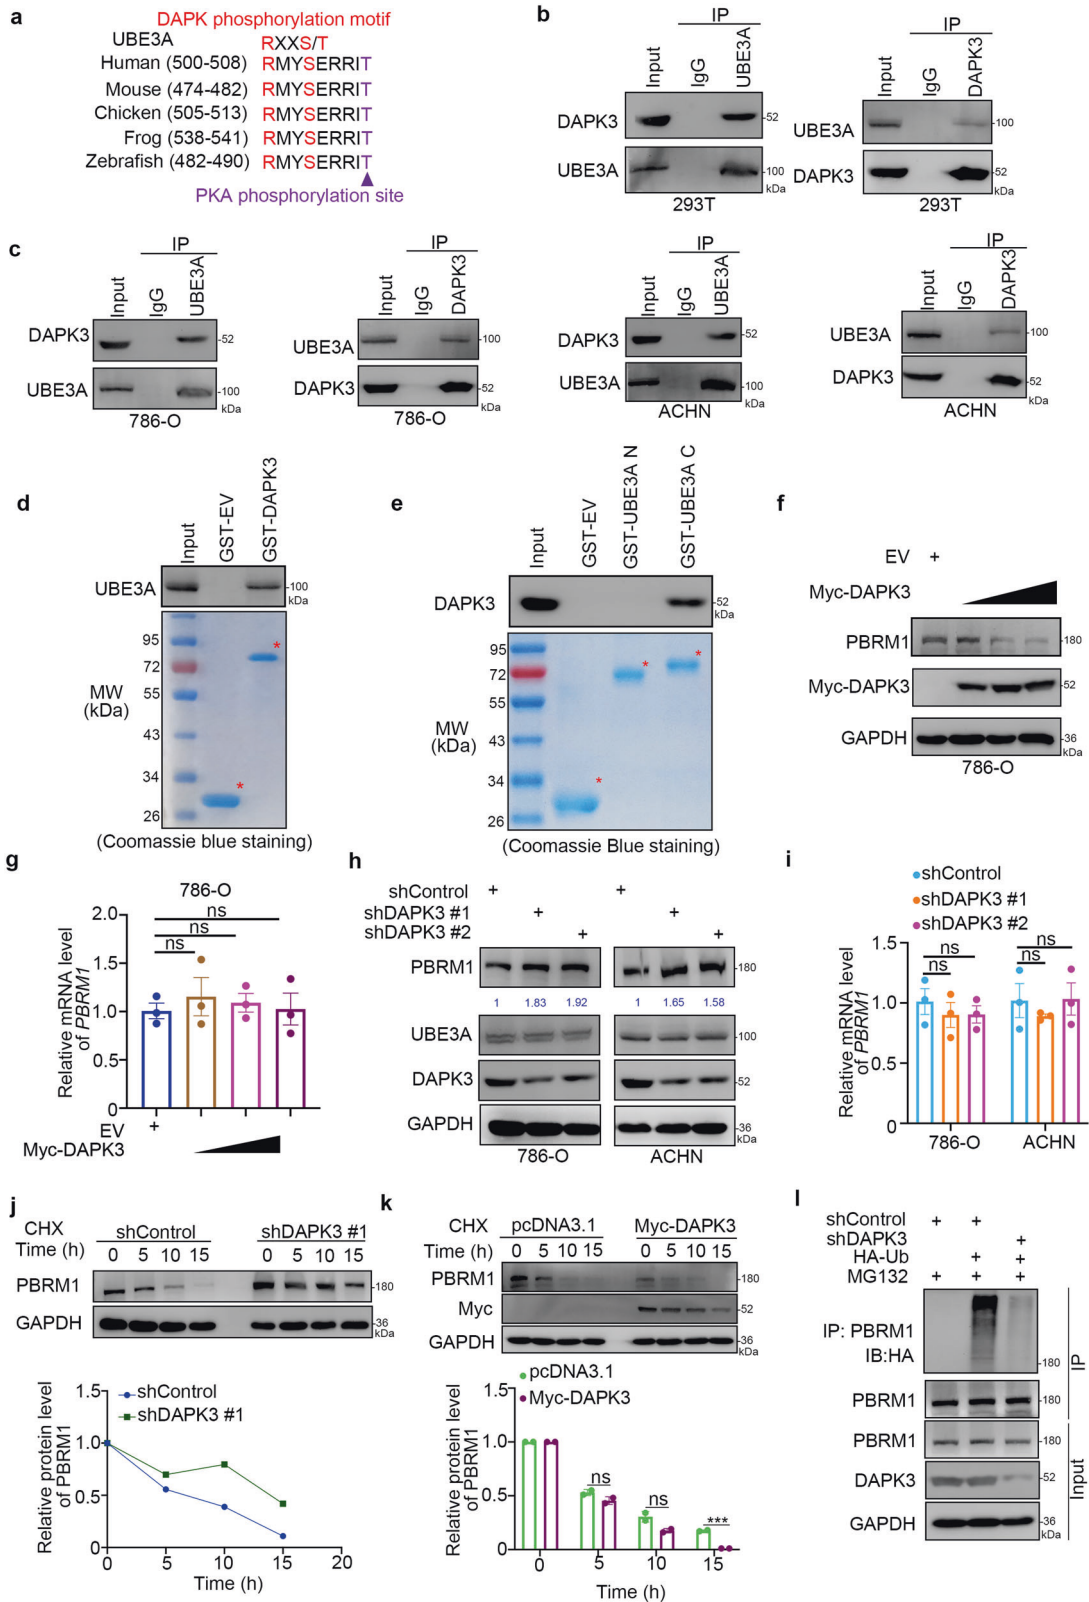 a
DAPK phosphorylation motif
UBE3A RXXS/T
Human (500-508) RMYSERRIT
Mouse (474-482) RMYSERRIT
Chicken (505-513) RMYSERRIT
Frog (538-541) RMYSERRIT
Zebrafish (482-490) RMYSERRIT
PKA phosphorylation site
b
IP
Input IgG UBE3A
DAPK3 -52
UBE3A -100
kDa
293T
IP
Input IgG DAPK3
UBE3A -100
DAPK3 -52
kDa
293T
c
IP
Input IgG UBE3A
DAPK3 -52
UBE3A -100
kDa
786-O
IP
Input IgG DAPK3
UBE3A -100
DAPK3 -52
kDa
786-O
IP
Input IgG UBE3A
DAPK3 -52
UBE3A -100
kDa
ACHN
IP
Input IgG DAPK3
UBE3A -100
DAPK3 -52
kDa
ACHN
d
Input GST-EV GST-DAPK3
UBE3A -100
kDa
95
*
72
55
MW
(kDa)
43
34
*
26
(Coomassie blue staining)
e
Input GST-EV GST-UBE3A N GST-UBE3A C
DAPK3 -52
kDa
95
* *
72
55
MW
(kDa)
43
34
*
26
(Coomassie Blue staining)
f
EV +
Myc-DAPK3
PBRM1 -180
Myc-DAPK3 -52
GAPDH -36
kDa
786-O
g
786-O
Relative mRNA level
of PBRM1
2.0
1.5
1.0
0.5
0
ns
ns
ns
EV +
Myc-DAPK3
h
shControl + +
shDAPK3 #1 + +
shDAPK3 #2 + +
PBRM1 -180
1 1.83 1.92 1 1.65 1.58
UBE3A -100
DAPK3 -52
GAPDH -36
kDa
786-O ACHN
i
shControl
shDAPK3 #1
shDAPK3 #2
Relative mRNA level
of PBRM1
1.5
1.0
0.5
0
ns
ns
ns
ns
786-O ACHN
j
CHX shControl shDAPK3 #1
Time (h) 0 5 10 15 0 5 10 15
PBRM1 -180
GAPDH -36
kDa
shControl
shDAPK3 #1
Relative protein level
of PBRM1
1.5
1.0
0.5
0
0 5 10 15 20
Time (h)
k
CHX pcDNA3.1 Myc-DAPK3
Time (h) 0 5 10 15 0 5 10 15
PBRM1 -180
Myc -52
GAPDH -36
kDa
pcDNA3.1
Myc-DAPK3
Relative protein level
of PBRM1
1.5
1.0
0.5
0
ns
ns
***
0 5 10 15
Time (h)
l
shControl + +
shDAPK3 +
HA-Ub + +
MG132 + + +
IP: PBRM1
IB:HA
180
PBRM1 -180
IP
PBRM1 -180
DAPK3 -52
GAPDH -36
kDa
Input